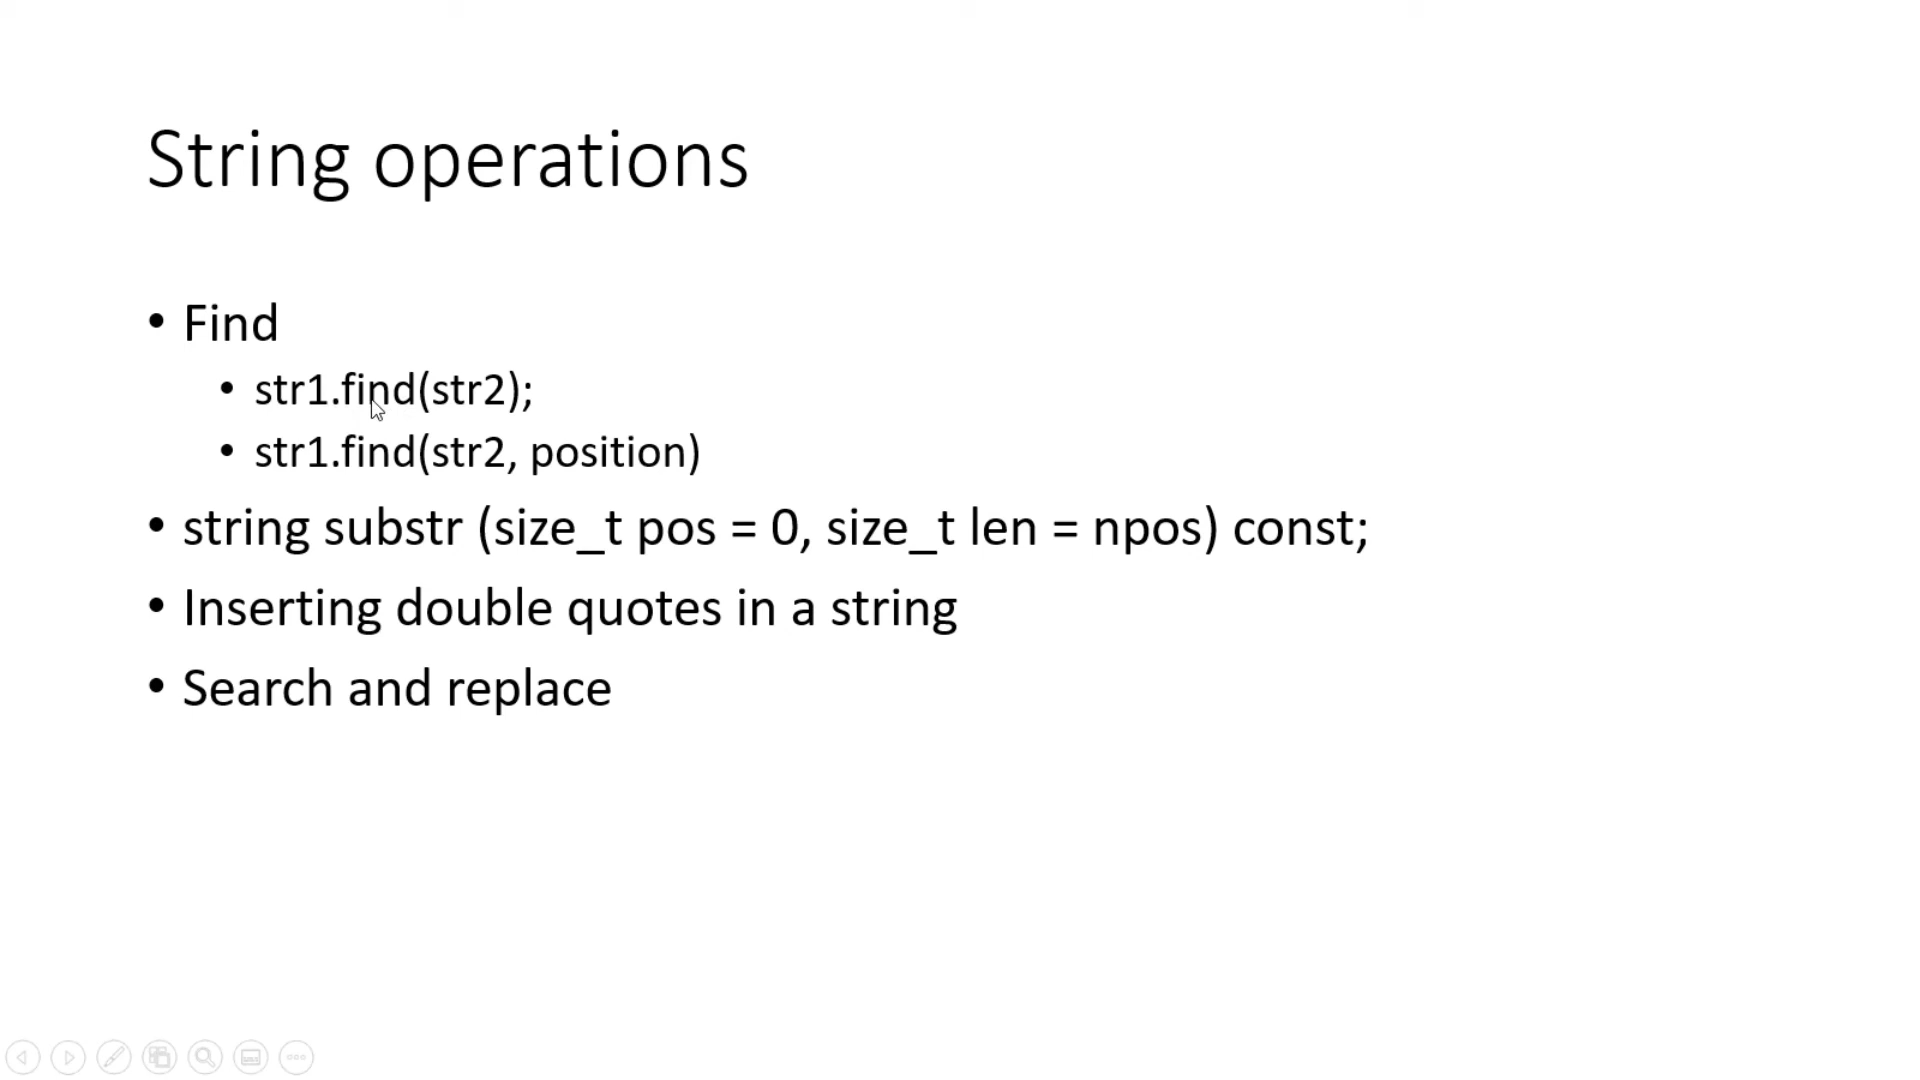 String operations
• Find
• str1.find(str2);
• str1.find(str2, position)
• string substr (size_t pos = 0, size_t len = npos) const;
• Inserting double quotes in a string
• Search and replace